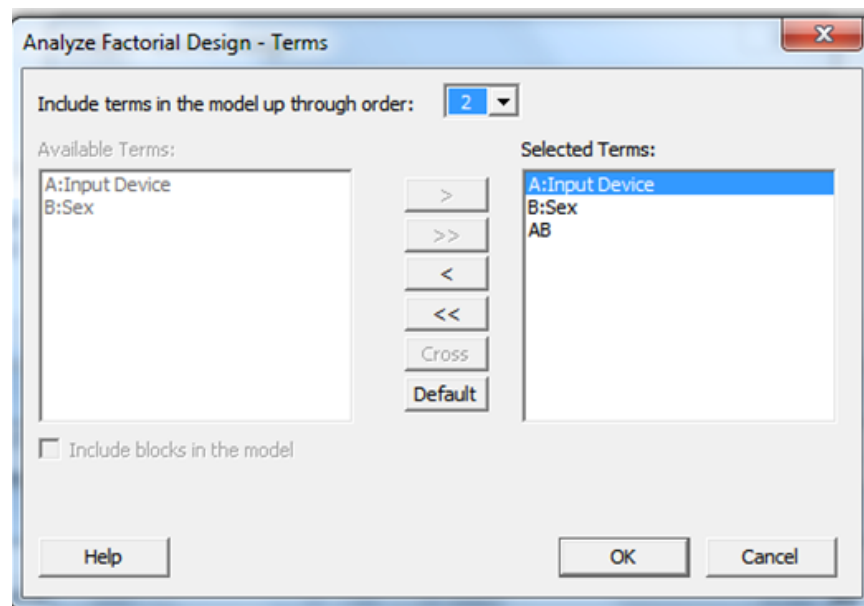 Analyze Factorial Design - Terms
Include terms in the model up through order: 2
Available Terms:
A:Input Device
B:Sex
>
>>
<
<<
Cross
Default
Selected Terms:
A:Input Device
B:Sex
AB
Include blocks in the model
Help
OK
Cancel